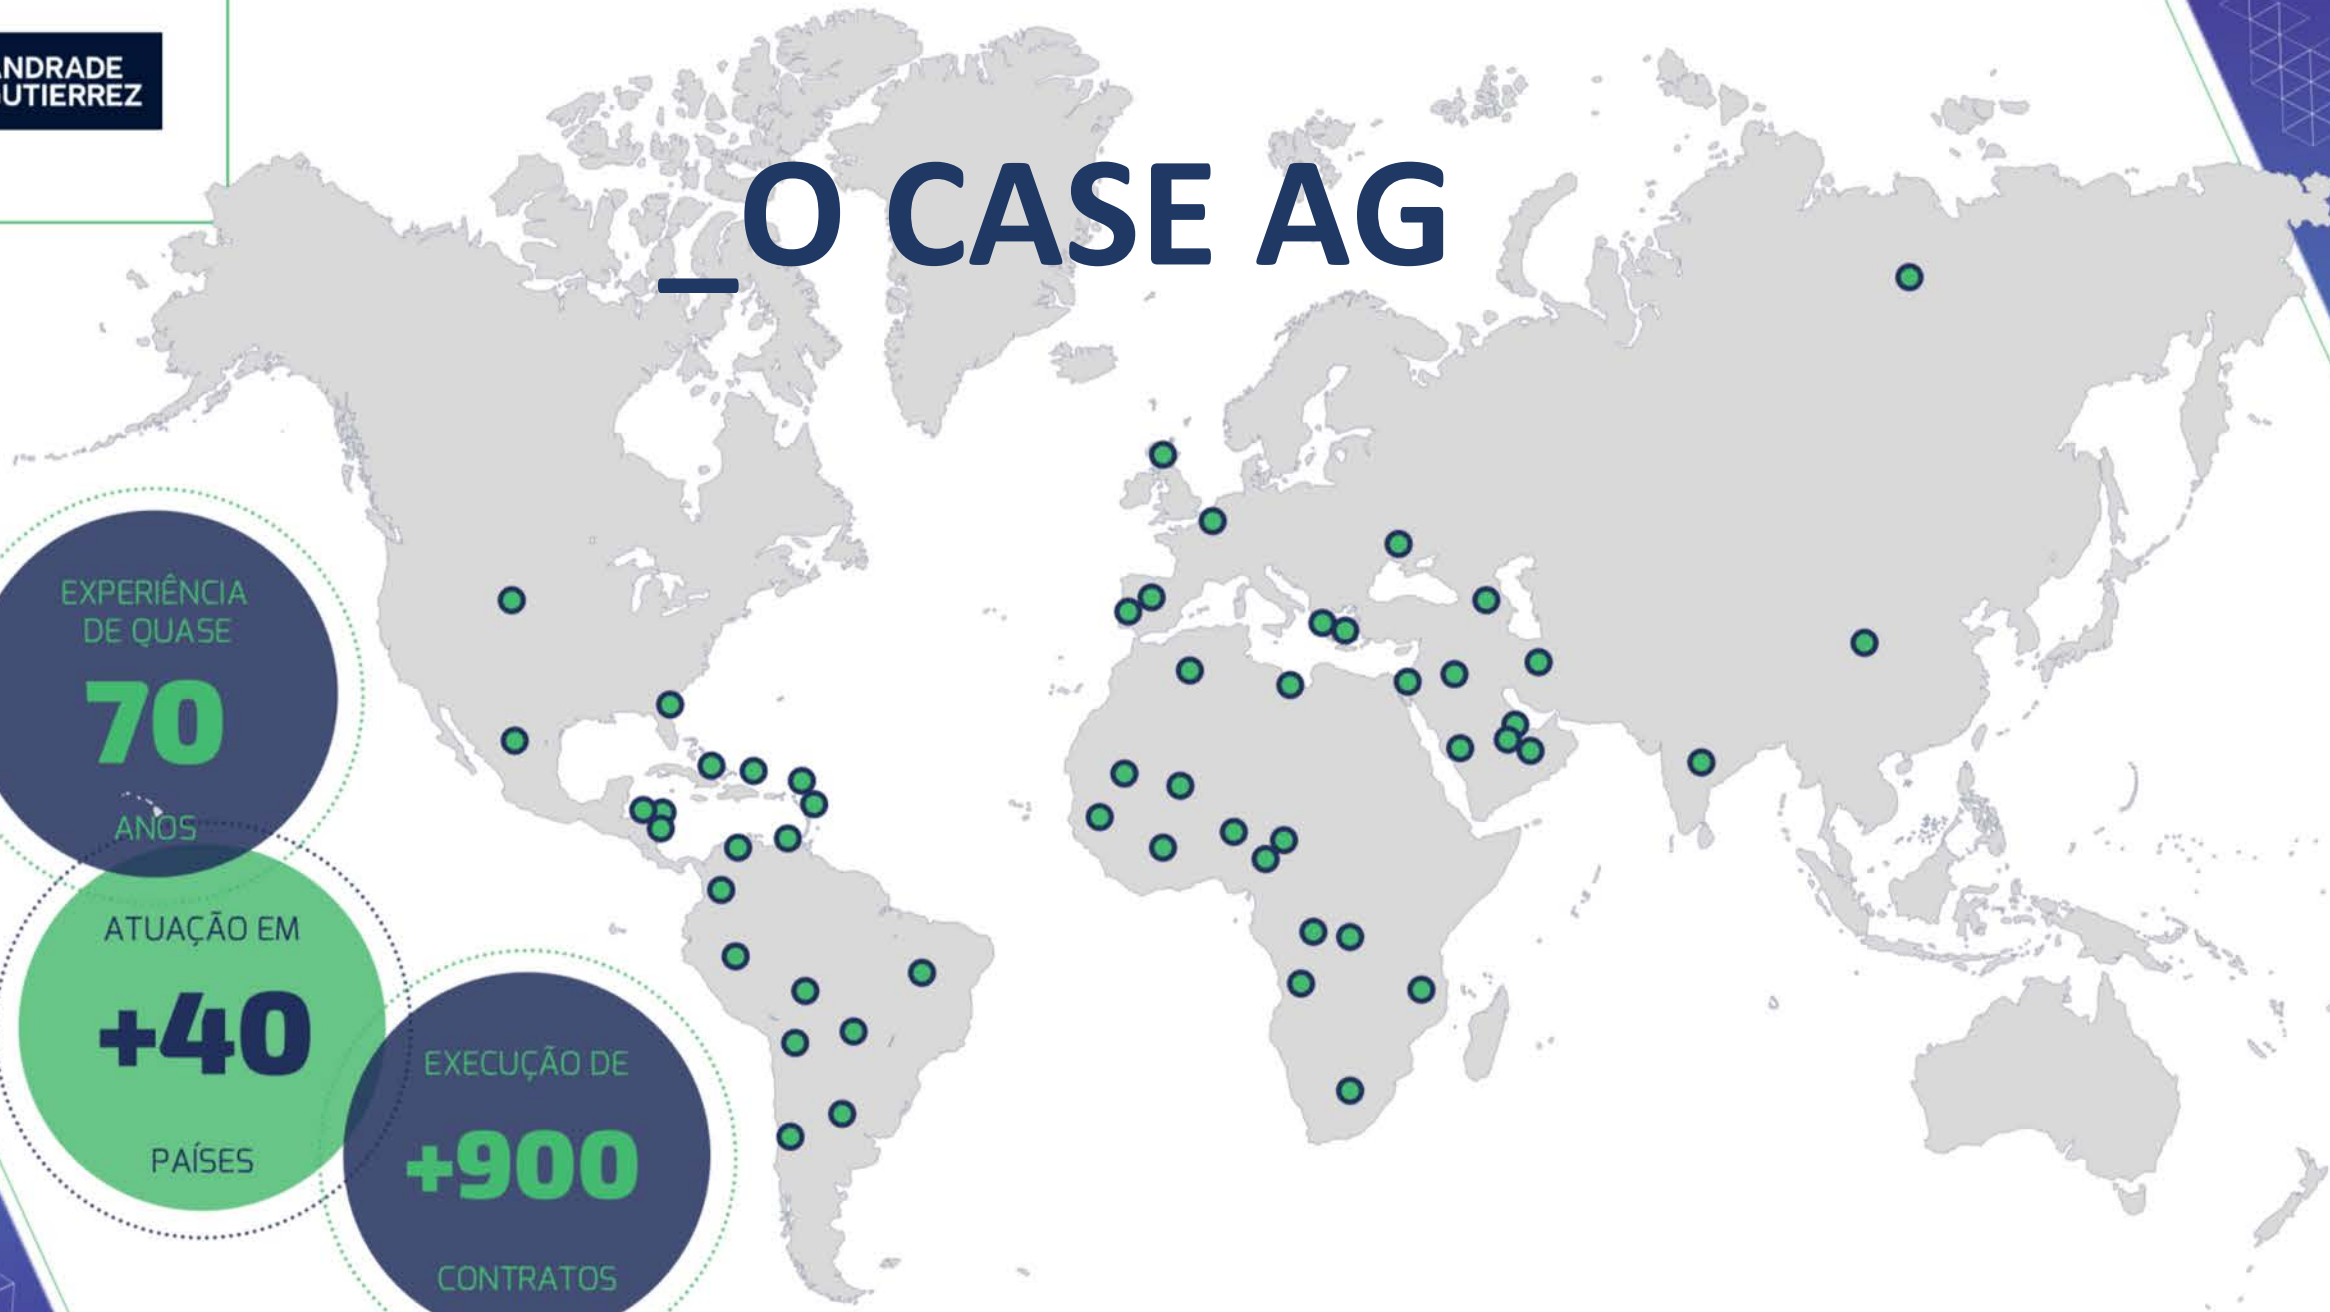 NDRADE
UTIERREZ
_O CASE AG
EXPERIÊNCIA
DE QUASE
70
ANOS
ATUAÇÃO EM
+40
PAÍSES
EXECUÇÃO DE
+900
CONTRATOS